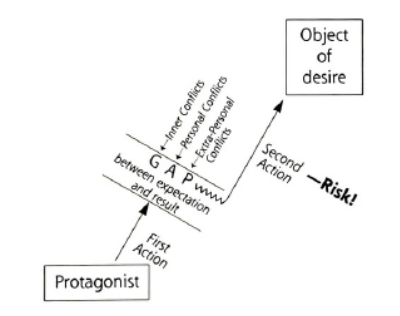 Object
of
desire
Inner Conflicts
Personal Conflicts
Extra-Personal
Conflicts
GAP
between expectation
and result
Second
Action
—Risk!
First
Action
Protagonist